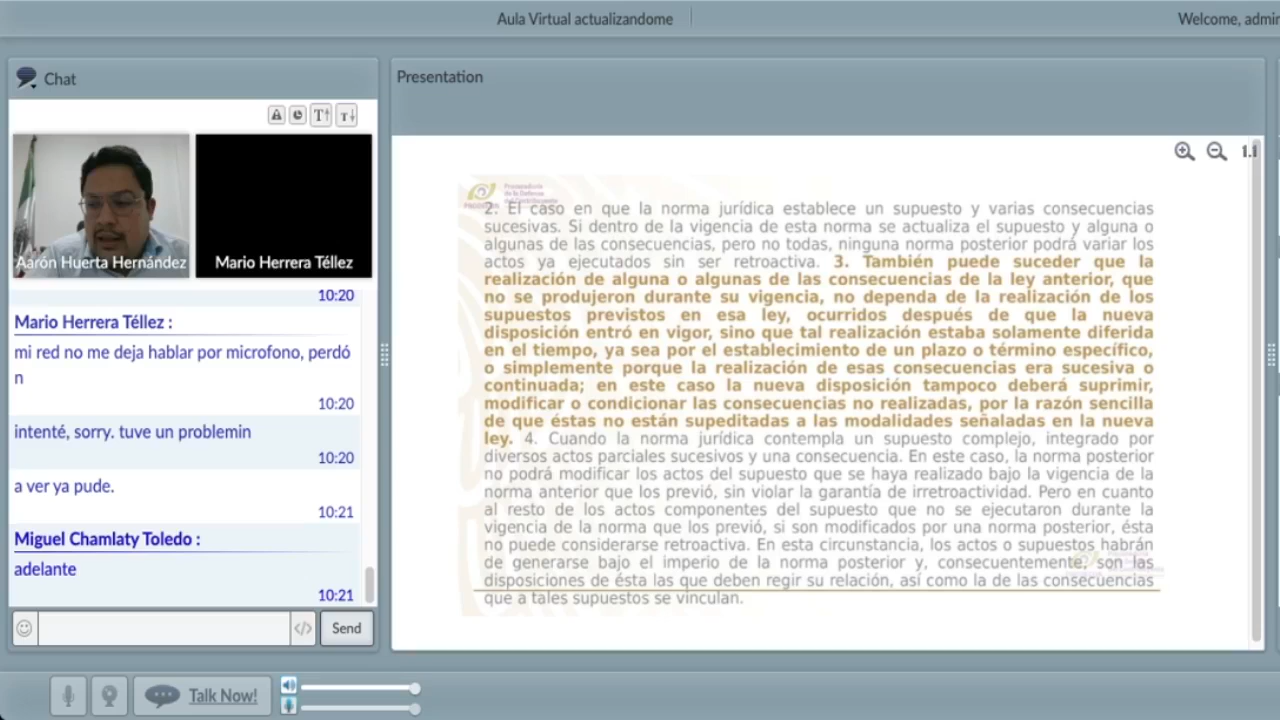 Aula Virtual actualizandome
Welcome, admin
Chat
Presentation
Aarón Huerta Hernández
Mario Herrera Téllez
10:20
Mario Herrera Téllez :
mi red no me deja hablar por microfono, perdó
n
10:20
intenté, sorry. tuve un problemin
10:20
a ver ya pude.
10:21
Miguel Chamlaty Toledo :
adelante
10:21
Send
Talk Now!
Procuraduría
de la Defensa
del Contribuyente
2. El caso en que la norma jurídica establece un supuesto y varias consecuencias
sucesivas. Si dentro de la vigencia de esta norma se actualiza el supuesto y alguna o
algunas de las consecuencias, pero no todas, ninguna norma posterior podrá variar los
actos ya ejecutados sin ser retroactiva. 3. También puede suceder que la
realización de alguna o algunas de las consecuencias de la ley anterior, que
no se produjeron durante su vigencia, no dependa de la realización de los
supuestos previstos en esa ley, ocurridos después de que la nueva
disposición entró en vigor, sino que tal realización estaba solamente diferida
en el tiempo, ya sea por el establecimiento de un plazo o término específico,
o simplemente porque la realización de esas consecuencias era sucesiva o
continuada; en este caso la nueva disposición tampoco deberá suprimir,
modificar o condicionar las consecuencias no realizadas, por la razón sencilla
de que éstas no están supeditadas a las modalidades señaladas en la nueva
ley. 4. Cuando la norma jurídica contempla un supuesto complejo, integrado por
diversos actos parciales sucesivos y una consecuencia. En este caso, la norma posterior
no podrá modificar los actos del supuesto que se haya realizado bajo la vigencia de la
norma anterior que los previó, sin violar la garantía de irretroactividad. Pero en cuanto
al resto de los actos componentes del supuesto que no se ejecutaron durante la
vigencia de la norma que los previó, si son modificados por una norma posterior, ésta
no puede considerarse retroactiva. En esta circunstancia, los actos o supuestos habrán
de generarse bajo el imperio de la norma posterior y, consecuentemente, son las
disposiciones de ésta las que deben regir su relación, así como la de las consecuencias
que a tales supuestos se vinculan.